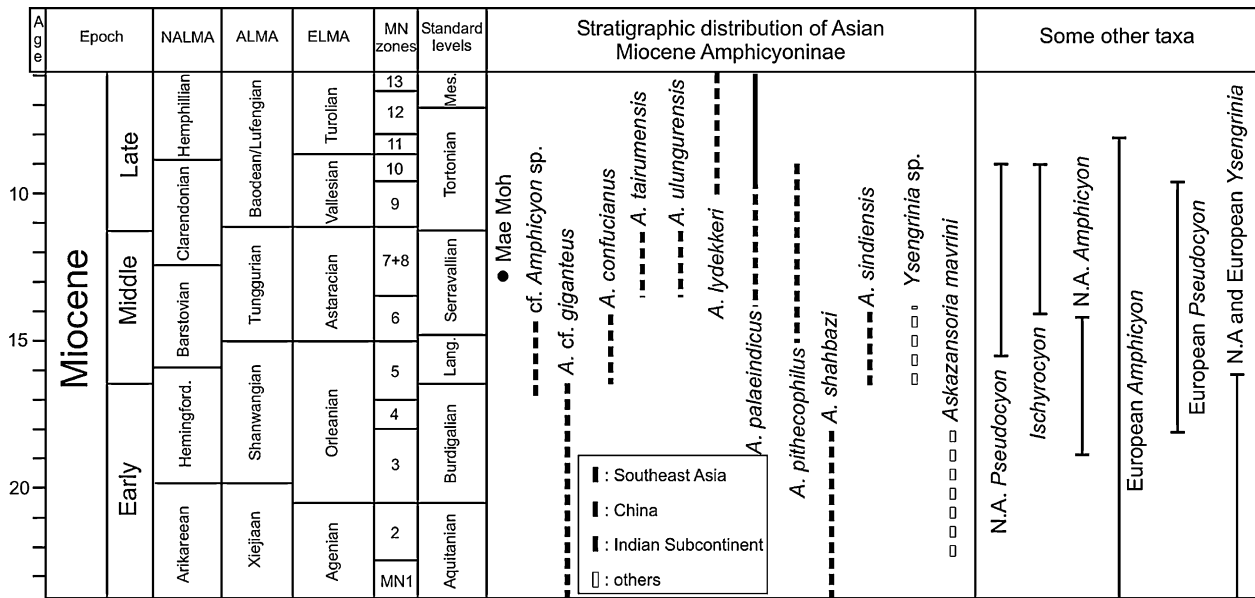 Age
Epoch
NALMA
ALMA
ELMA
MN
zones
Standard
levels
Stratigraphic distribution of Asian
Miocene Amphicyoninae
Some other taxa
10
15
20
Miocene
Late
Middle
Early
Hemphillian
Clarendonian
Barstovian
Hemingford.
Arikareean
Baodean/Lufengian
Tunggurian
Shanwangian
Xiejiaan
Turolian
Vallesian
Astaracian
Orleanian
Agenian
13
12
11
10
9
7+8
6
5
4
3
2
MN1
Mes.
Tortonian
Serravallian
Lang.
Burdigalian
Aquitanian
Mae Moh
cf. Amphicyon sp.
A. cf. giganteus
A. confucianus
A. tairumensis
A. ulungurensis
A. lydekkeri
A. palaeindicus
A. pithecophilus
A. shahbazi
A. sindiensis
Ysengrinia sp.
Askazansoria mavrini
: Southeast Asia
: China
: Indian Subcontinent
: others
N.A. Pseudocyon
Ischyrocyon
N.A. Amphicyon
European Amphicyon
European Pseudocyon
N.A and European Ysengrinia